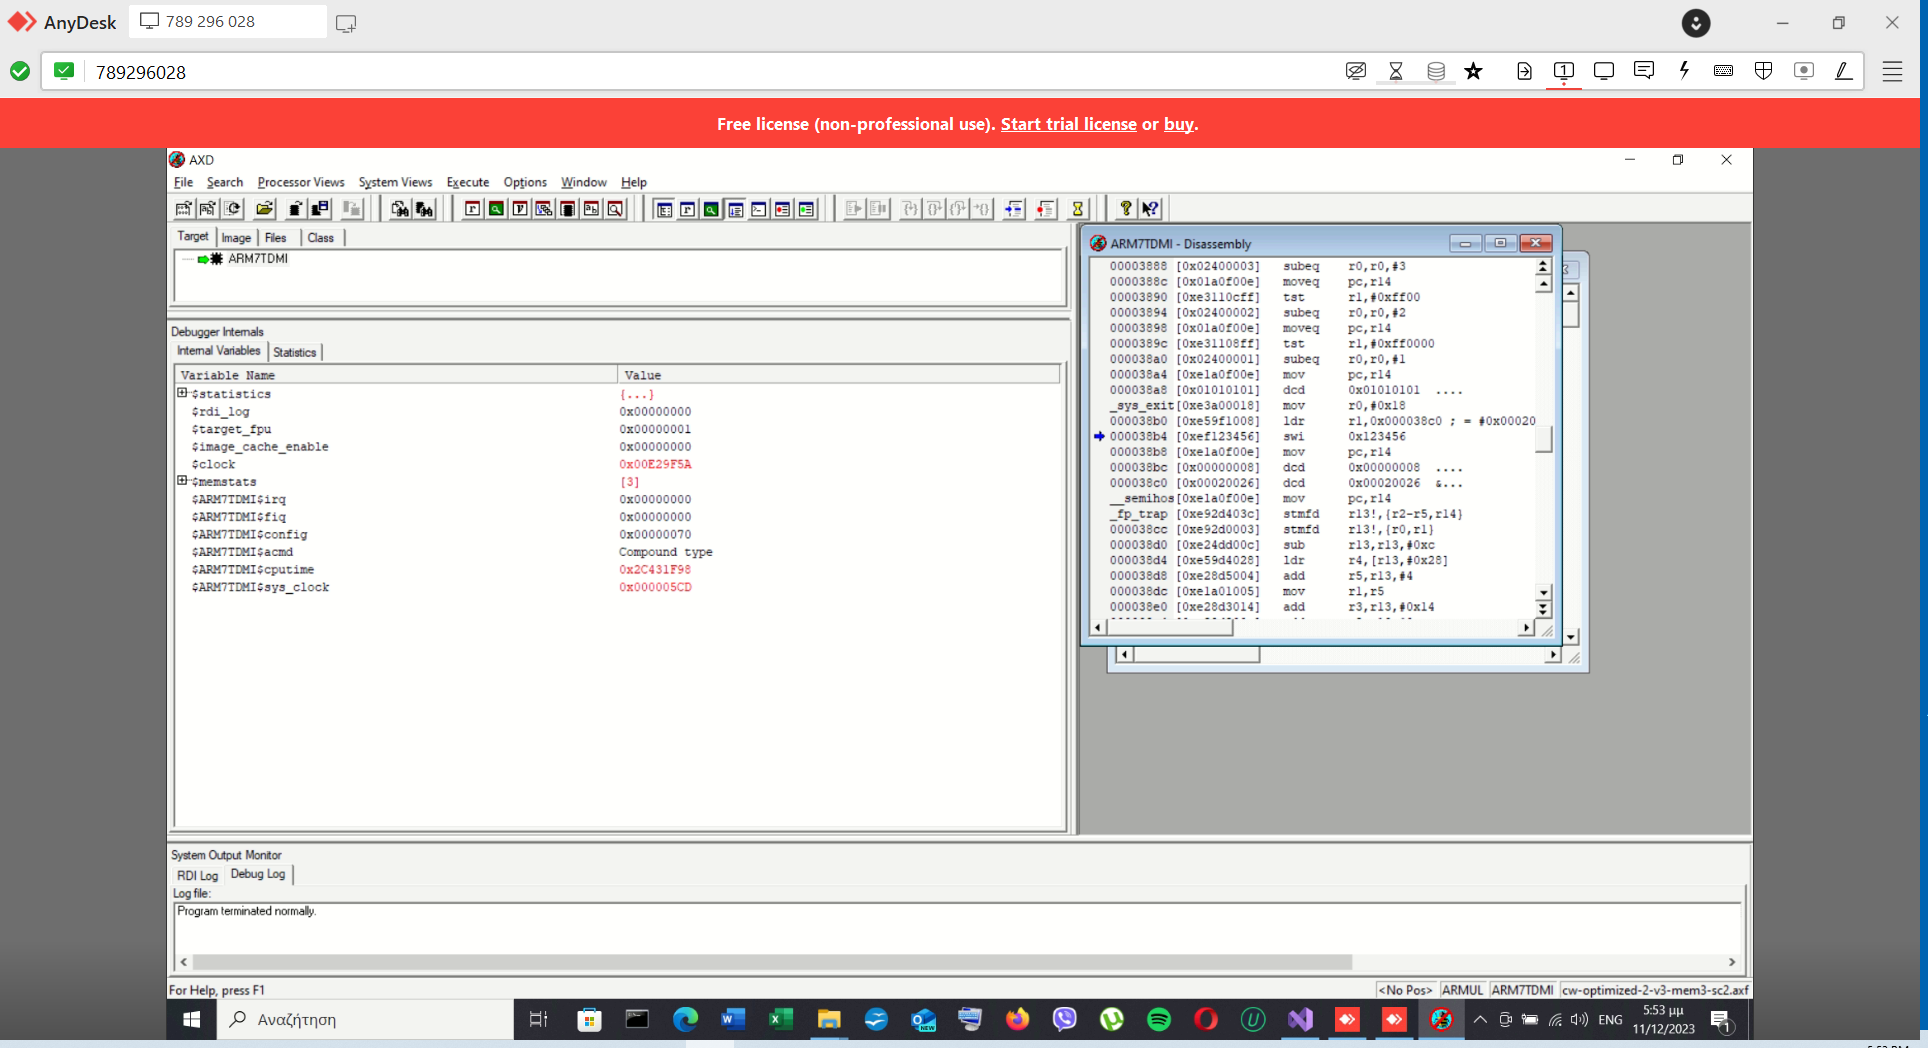 AnyDesk 789 296 028
789296028
Free license (non-professional use). Start trial license or buy.
AXD
File Search Processor Views System Views Execute Options Window Help
Target Image Files Class
ARM7TDMI
Debugger Internals
Internal Variables Statistics
Variable Name Value
$statistics {...}
$rdi_log 0x00000000
$target_fpu 0x00000001
$image_cache_enable 0x00000000
$clock 0x00E29F5A
$memstats [3]
$ARM7TDMI$irq 0x00000000
$ARM7TDMI$fiq 0x00000000
$ARM7TDMI$config 0x00000070
$ARM7TDMI$acmd Compound type
$ARM7TDMI$cputime 0x2C431F98
$ARM7TDMI$sys_clock 0x000005CD
ARM7TDMI - Disassembly
00003888 [0x02400003] subeq r0,r0,#3
0000388c [0x01a0f00e] moveq pc,r14
00003890 [0xe3110cff] tst r1,#0xff00
00003894 [0x02400002] subeq r0,r0,#2
00003898 [0x01a0f00e] moveq pc,r14
0000389c [0xe31108ff] tst r1,#0xff0000
000038a0 [0x02400001] subeq r0,r0,#1
000038a4 [0xe1a0f00e] mov pc,r14
000038a8 [0x01010101] dcd 0x01010101 ....
_sys_exit[0xe3a00018] mov r0,#0x18
000038b0 [0xe59f1008] ldr r1,0x000038c0 ; = #0x00020
000038b4 [0xef123456] swi 0x123456
000038b8 [0xe1a0f00e] mov pc,r14
000038bc [0x00000008] dcd 0x00000008 ....
000038c0 [0x00020026] dcd 0x00020026 &...
__semihos[0xe1a0f00e] mov pc,r14
_fp_trap [0xe92d403c] stmfd r13!,{r2-r5,r14}
000038cc [0xe92d0003] stmfd r13!,{r0,r1}
000038d0 [0xe24dd00c] sub r13,r13,#0xc
000038d4 [0xe59d4028] ldr r4,[r13,#0x28]
000038d8 [0xe28d5004] add r5,r13,#4
000038dc [0xe1a01005] mov r1,r5
000038e0 [0xe28d3014] add r3,r13,#0x14
System Output Monitor
RDI Log Debug Log
Log file:
Program terminated normally.
For Help, press F1 <No Pos> ARMUL ARM7TDMI cw-optimized-2-v3-mem3-sc2.axf
Αναζήτηση ENG 5:53 μμ
11/12/2023